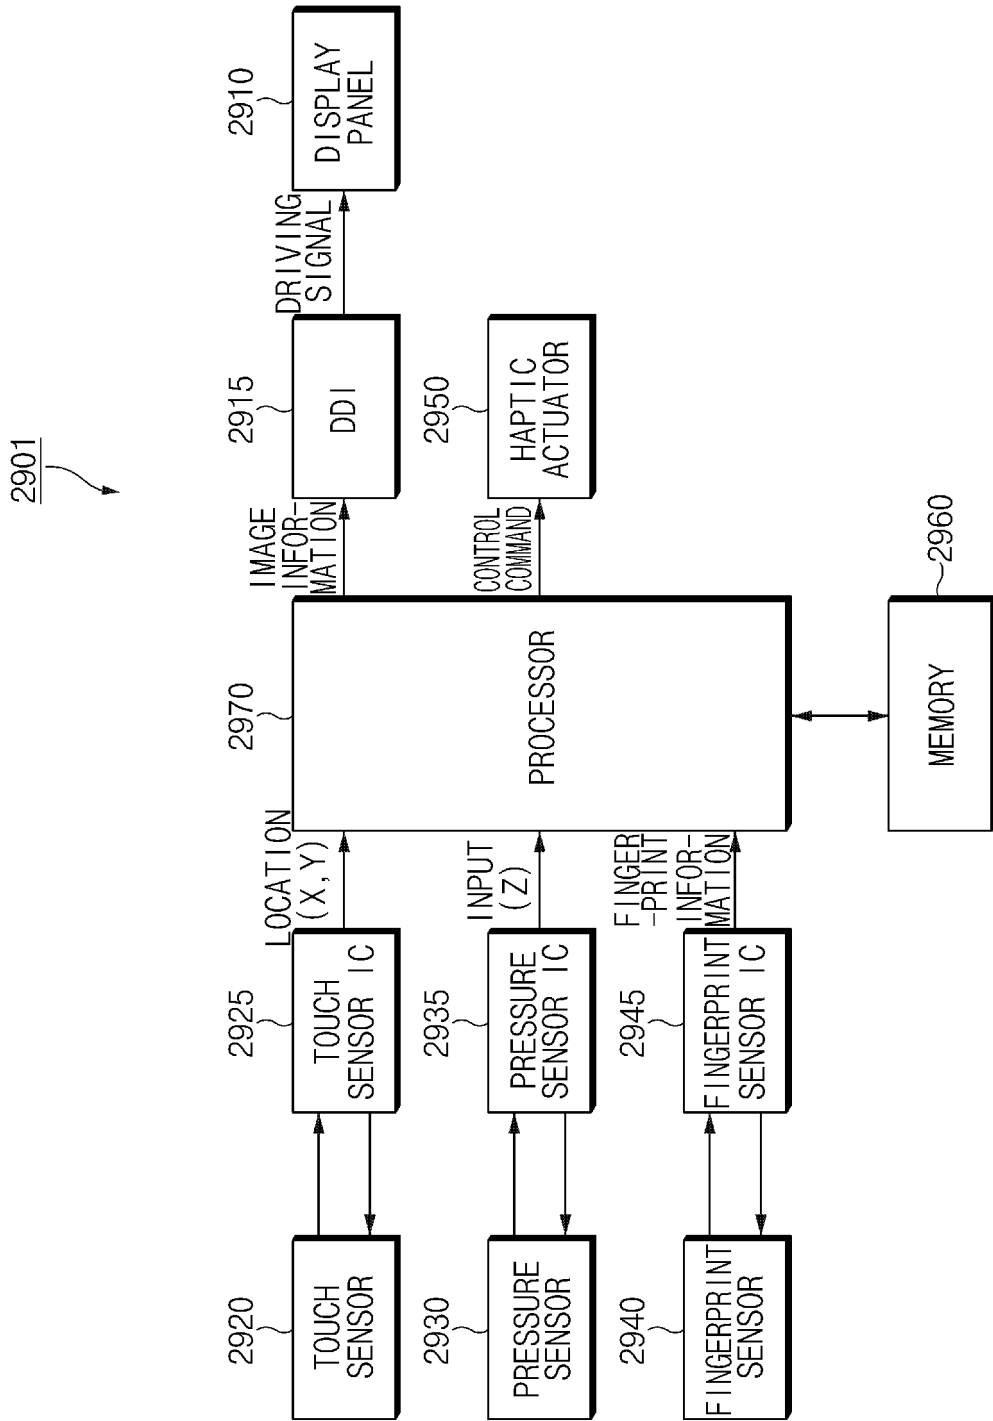 2901
2920
TOUCH
SENSOR
2925
TOUCH
SENSOR IC
LOCATION
(X,Y)
2970
PROCESSOR
IMAGE
INFOR-
MATION
2915
DDI
DRIVING
SIGNAL
2910
DISPLAY
PANEL
2930
PRESSURE
SENSOR
2935
PRESSURE
SENSOR IC
INPUT
(Z)
CONTROL
COMMAND
2950
HAPTIC
ACTUATOR
2940
FINGERPRINT
SENSOR
2945
FINGERPRINT
SENSOR IC
FINGER
-PRINT
INFOR-
MATION
MEMORY
2960